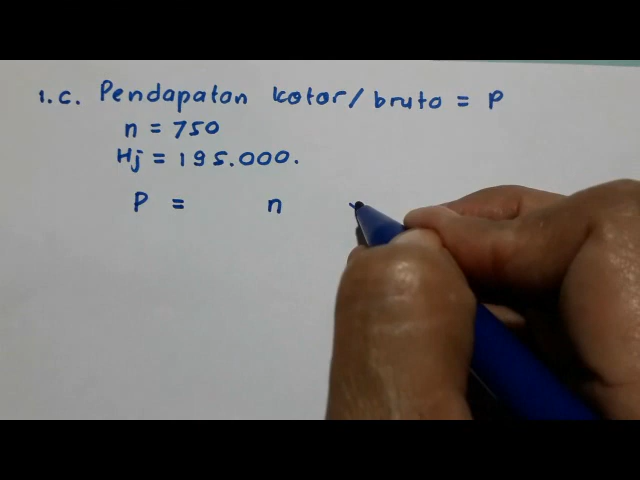 1.c. Pendapatan kotor/bruto = P
n = 750
Hj = 195.000.
P = n